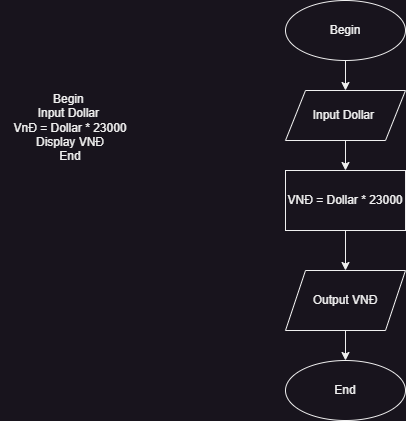 Begin
Input Dollar
VnĐ = Dollar * 23000
Display VNĐ
End
Begin
Input Dollar
VNĐ = Dollar * 23000
Output VNĐ
End